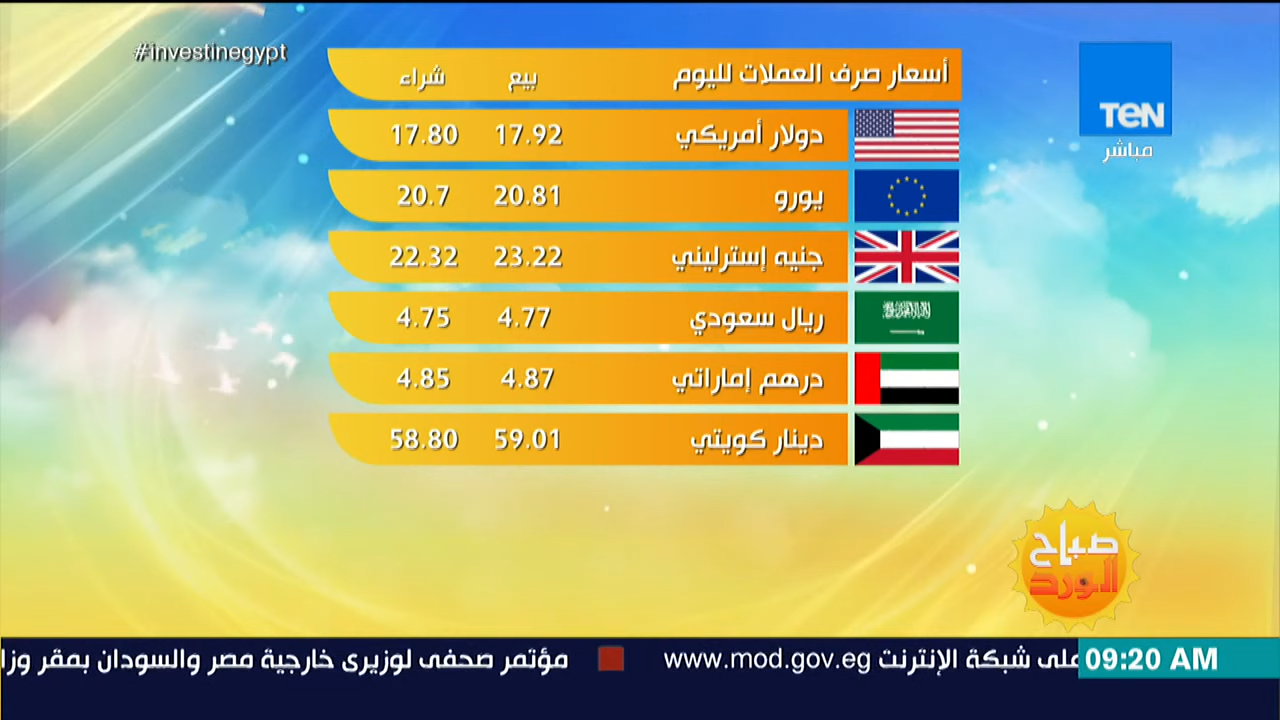 #investinegypt
TEN
مباشر
أسعار صرف العملات لليوم بيع شراء
دولار أمريكي 17.92 17.80
يورو 20.81 20.7
جنيه إسترليني 23.22 22.32
ريال سعودي 4.77 4.75
درهم إماراتي 4.87 4.85
دينار كويتي 59.01 58.80
صباح
الورد
09:20 AM
على شبكة الإنترنت www.mod.gov.eg
مؤتمر صحفى لوزيرى خارجية مصر والسودان بمقر